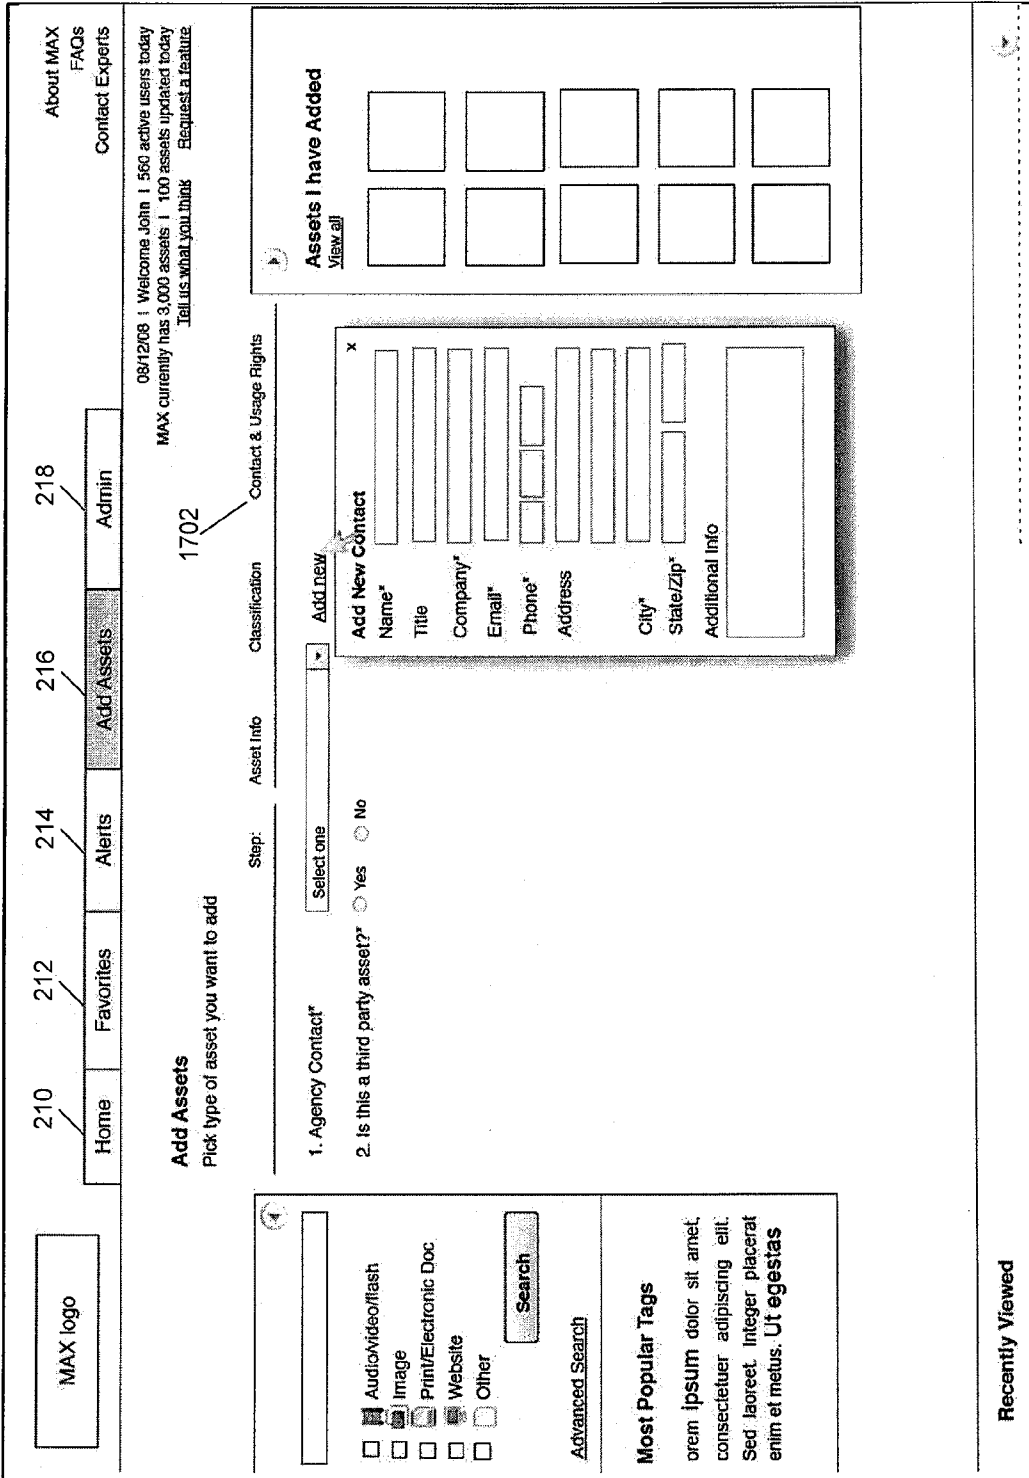 MAX logo
210
212
214
216
218
Home
Favorites
Alerts
Add Assets
Admin
About MAX
FAQs
Contact Experts
08/12/08 | Welcome John | 560 active users today
MAX currently has 3,000 assets | 100 assets updated today
Tell us what you think Request a feature
Add Assets
Pick type of asset you want to add
1702
Step: Asset Info Classification Contact & Usage Rights
1. Agency Contact*
Select one
Add new
2. Is this a third party asset?* Yes No
Add New Contact
x
Name*
Title
Company*
Email*
Phone*
Address
City*
State/Zip*
Additional Info
Assets I have Added
View all
Audio/video/flash
Image
Print/Electronic Doc
Website
Other
Search
Advanced Search
Most Popular Tags
orem Ipsum dolor sit amet,
consectetuer adipiscing elit.
Sed laoreet. Integer placerat
enim et metus. Ut egestas
Recently Viewed